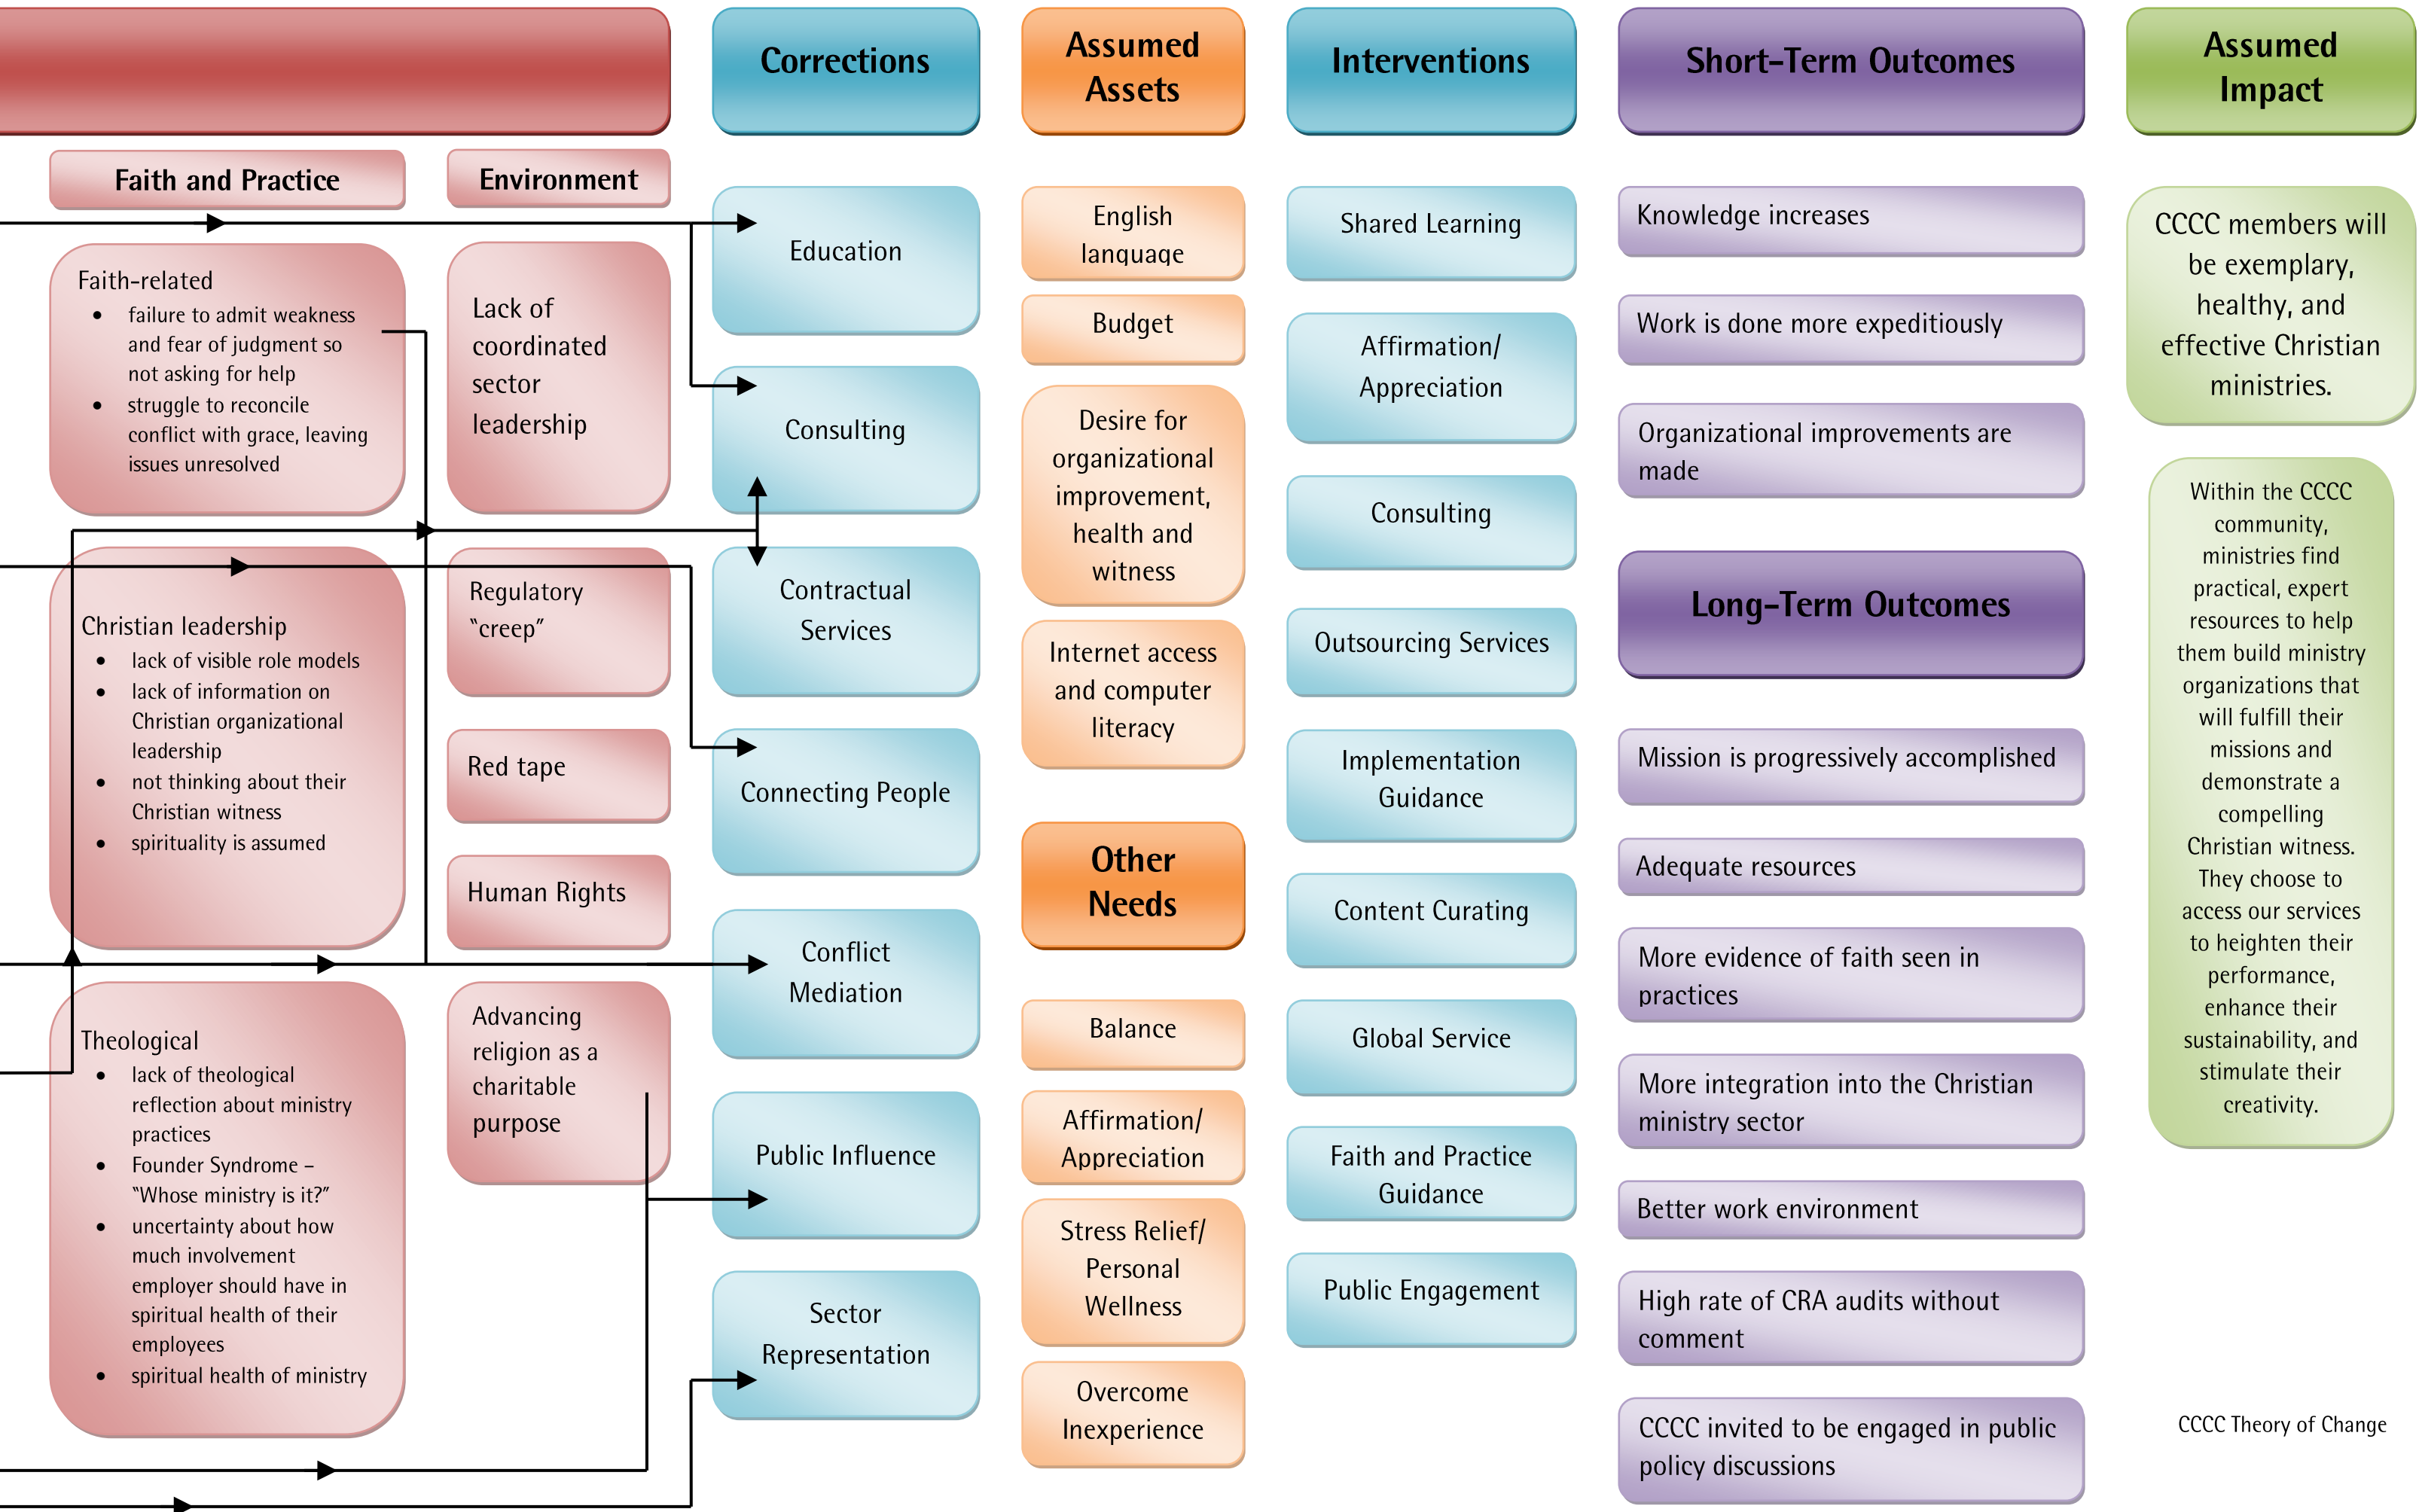 Corrections
Assumed
Assets
Interventions
Short-Term Outcomes
Assumed
Impact
Faith and Practice
Environment
Faith-related
• failure to admit weakness
and fear of judgment so
not asking for help
• struggle to reconcile
conflict with grace, leaving
issues unresolved
Christian leadership
• lack of visible role models
• lack of information on
Christian organizational
leadership
• not thinking about their
Christian witness
• spirituality is assumed
Theological
• lack of theological
reflection about ministry
practices
• Founder Syndrome –
“Whose ministry is it?”
• uncertainty about how
much involvement
employer should have in
spiritual health of their
employees
• spiritual health of ministry
Lack of
coordinated
sector
leadership
Regulatory
“creep”
Red tape
Human Rights
Advancing
religion as a
charitable
purpose
Education
Consulting
Contractual
Services
Connecting People
Conflict
Mediation
Public Influence
Sector
Representation
English
language
Budget
Desire for
organizational
improvement,
health and
witness
Internet access
and computer
literacy
Other
Needs
Balance
Affirmation/
Appreciation
Stress Relief/
Personal
Wellness
Overcome
Inexperience
Shared Learning
Affirmation/
Appreciation
Consulting
Outsourcing Services
Implementation
Guidance
Content Curating
Global Service
Faith and Practice
Guidance
Public Engagement
Knowledge increases
Work is done more expeditiously
Organizational improvements are
made
Long-Term Outcomes
Mission is progressively accomplished
Adequate resources
More evidence of faith seen in
practices
More integration into the Christian
ministry sector
Better work environment
High rate of CRA audits without
comment
CCCC invited to be engaged in public
policy discussions
CCCC members will
be exemplary,
healthy, and
effective Christian
ministries.
Within the CCCC
community,
ministries find
practical, expert
resources to help
them build ministry
organizations that
will fulfill their
missions and
demonstrate a
compelling
Christian witness.
They choose to
access our services
to heighten their
performance,
enhance their
sustainability, and
stimulate their
creativity.
CCCC Theory of Change